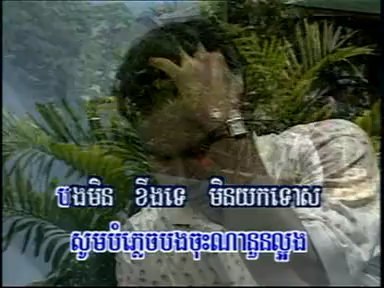 បងមិន ខឹងទេ មិនយកទោស
សូមបំភ្លេចបងចុះណានួនល្អង